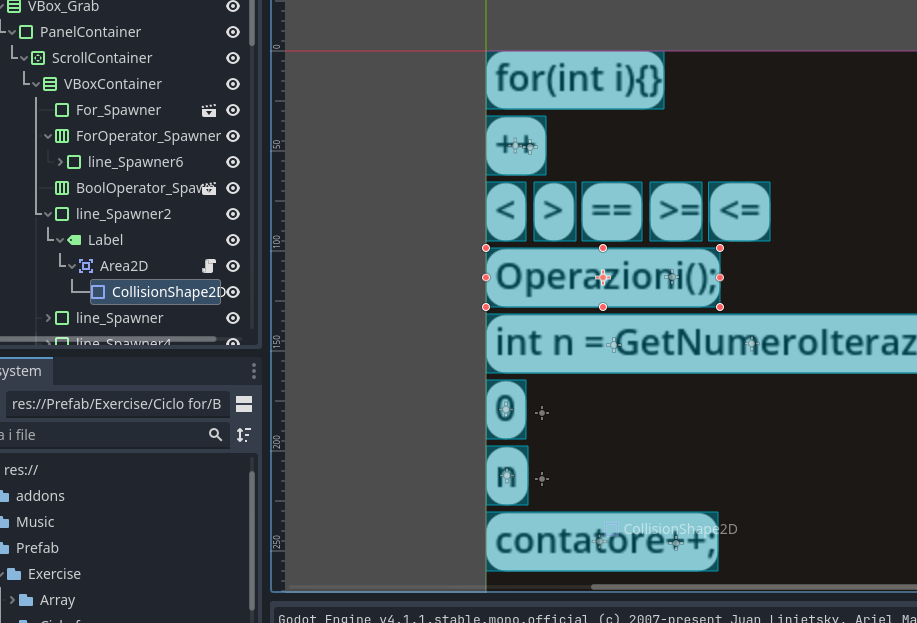 VBox_Grab
PanelContainer
ScrollContainer
VBoxContainer
For_Spawner
ForOperator_Spawner
line_Spawner6
BoolOperator_Spaw
line_Spawner2
Label
Area2D
CollisionShape2D
line_Spawner
line_Spawner4
system
res://Prefab/Exercise/Ciclo for/B
a i file
res://
addons
Music
Prefab
Exercise
Array
0
50
100
150
200
250
for(int i){}
++
< > == >= <=
Operazioni();
int n = GetNumeroIteraz
0
n
contatore++;
CollisionShape2D
Godot Engine v4.1.1.stable.mono.official (c) 2007-present Juan Linietsky, Ariel Ma